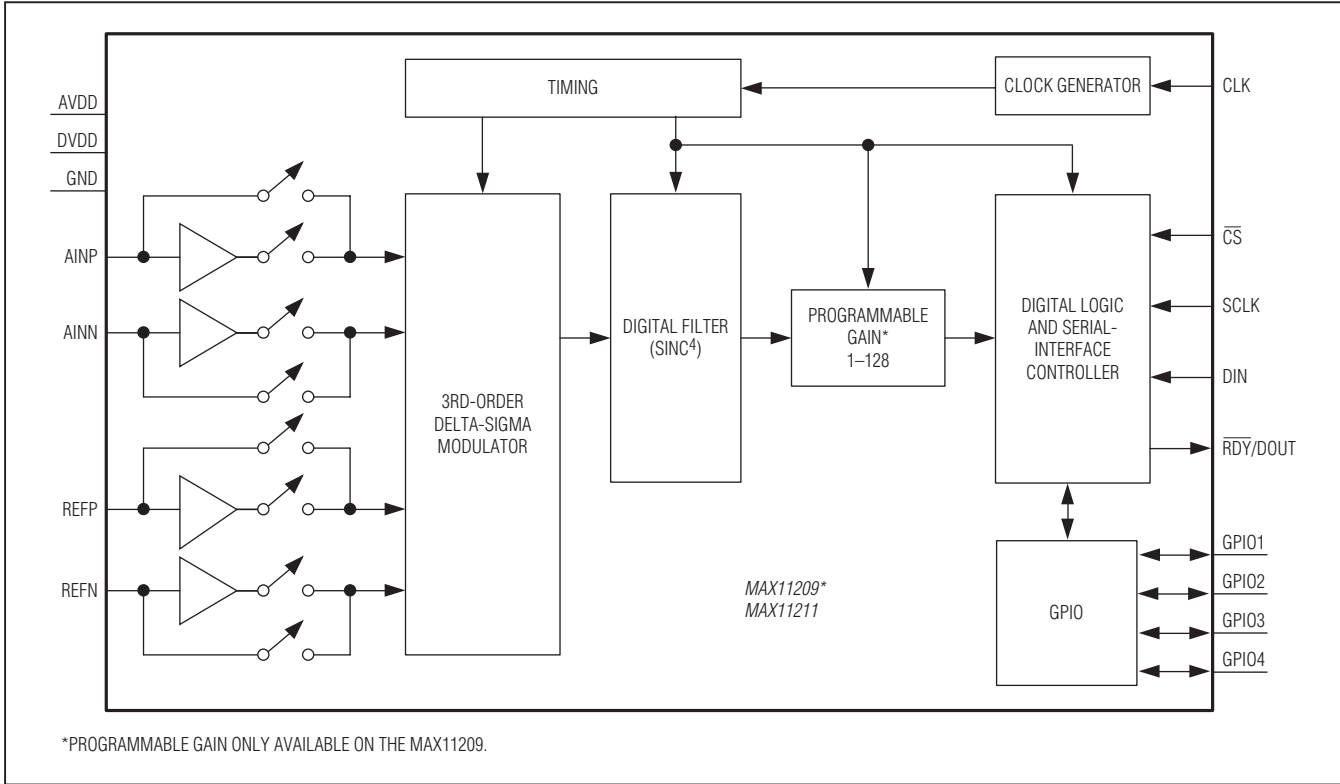 TIMING
CLOCK GENERATOR
CLK
AVDD
DVDD
GND
AINP
AINN
REFP
REFN
3RD-ORDER
DELTA-SIGMA
MODULATOR
DIGITAL FILTER
(SINC⁴)
PROGRAMMABLE
GAIN*
1–128
DIGITAL LOGIC
AND SERIAL-
INTERFACE
CONTROLLER
C̅S̅
SCLK
DIN
R̅D̅Y̅/DOUT
GPIO
GPIO1
GPIO2
GPIO3
GPIO4
MAX11209*
MAX11211
*PROGRAMMABLE GAIN ONLY AVAILABLE ON THE MAX11209.